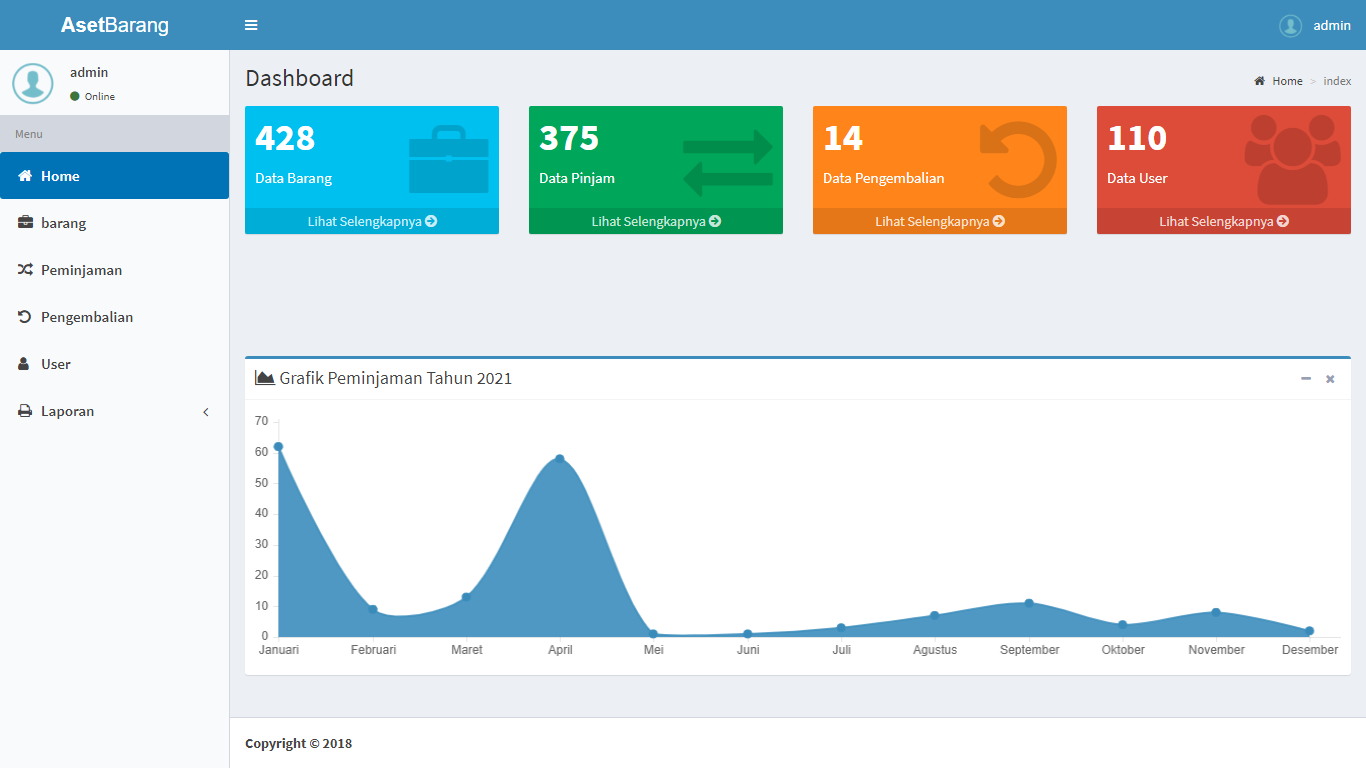 AsetBarang
admin
admin
Online
Menu
Home
barang
Peminjaman
Pengembalian
User
Laporan
Dashboard
Home > index
428
Data Barang
Lihat Selengkapnya
375
Data Pinjam
Lihat Selengkapnya
14
Data Pengembalian
Lihat Selengkapnya
110
Data User
Lihat Selengkapnya
Grafik Peminjaman Tahun 2021
70
60
50
40
30
20
10
0
Januari Februari Maret April Mei Juni Juli Agustus September Oktober November Desember
Copyright © 2018